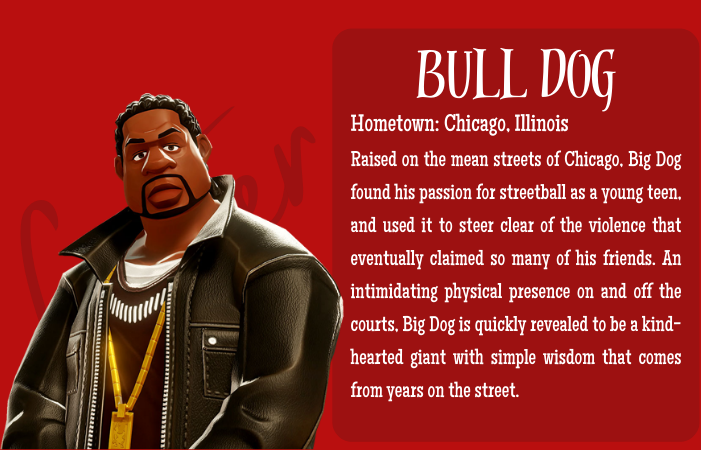 BULL DOG
Hometown: Chicago, Illinois
Raised on the mean streets of Chicago, Big Dog
found his passion for streetball as a young teen,
and used it to steer clear of the violence that
eventually claimed so many of his friends. An
intimidating physical presence on and off the
courts, Big Dog is quickly revealed to be a kind-
hearted giant with simple wisdom that comes
from years on the street.